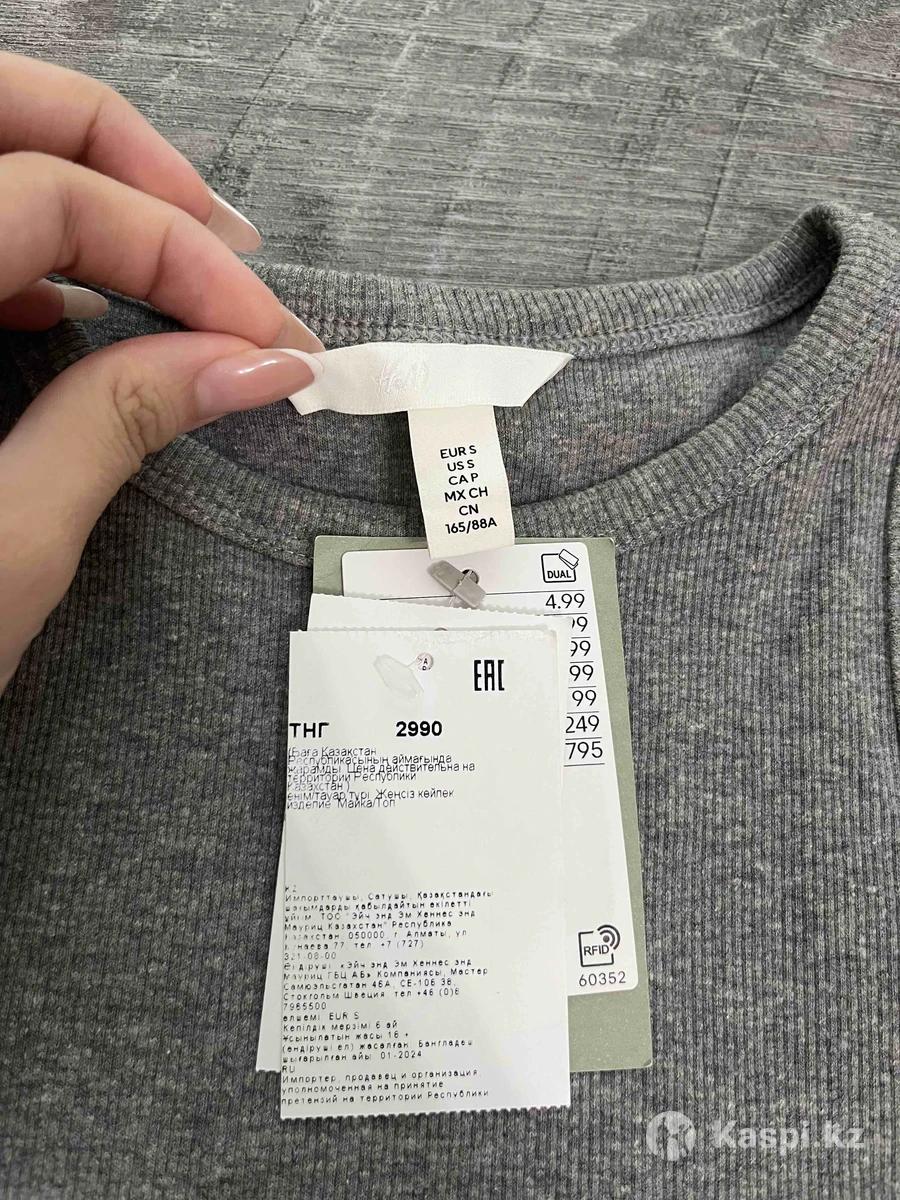 H&M
EUR S
US S
CA P
MX CH
CN
165/88A
DUAL
4.99
99
99
99
99
249
795
EAC
ТНГ 2990
(Баға Қазақстан
Республикасының аймағында
жарамды. Цена действительна на
территории Республики
Казахстан.)
өнім/тауар түрі: Жеңсіз көйлек
изделие: Майка/Топ
KZ
Импорттаушы, Сатушы, Қазақстандағы
шағымдарды қабылдайтын өкілетті
ұйым: ТОО "Эйч энд Эм Хеннес энд
Мауриц Казахстан" Республика
Казахстан, 050000, г. Алматы, ул
Кунаева 77, тел: +7 (727)
321-08-00
Өндіруші: «Эйч энд Эм Хеннес энд
Мауриц ГБЦ АБ» Компаниясы, Мастер
Самюэльсгатан 46А, СЕ-106 38,
Стокгольм Швеция тел +46 (0)8
7965500
өлшемі: EUR S
Кепілдік мерзімі 6 ай
Ұсынылатын жасы 16 +
(өндіруші ел) жасалған: Бангладеш
шығарылған айы: 01-2024
RU
Импортер, продавец и организация
уполномоченная на принятие
претензий на территории Республики
RFID
60352
Kaspi.kz